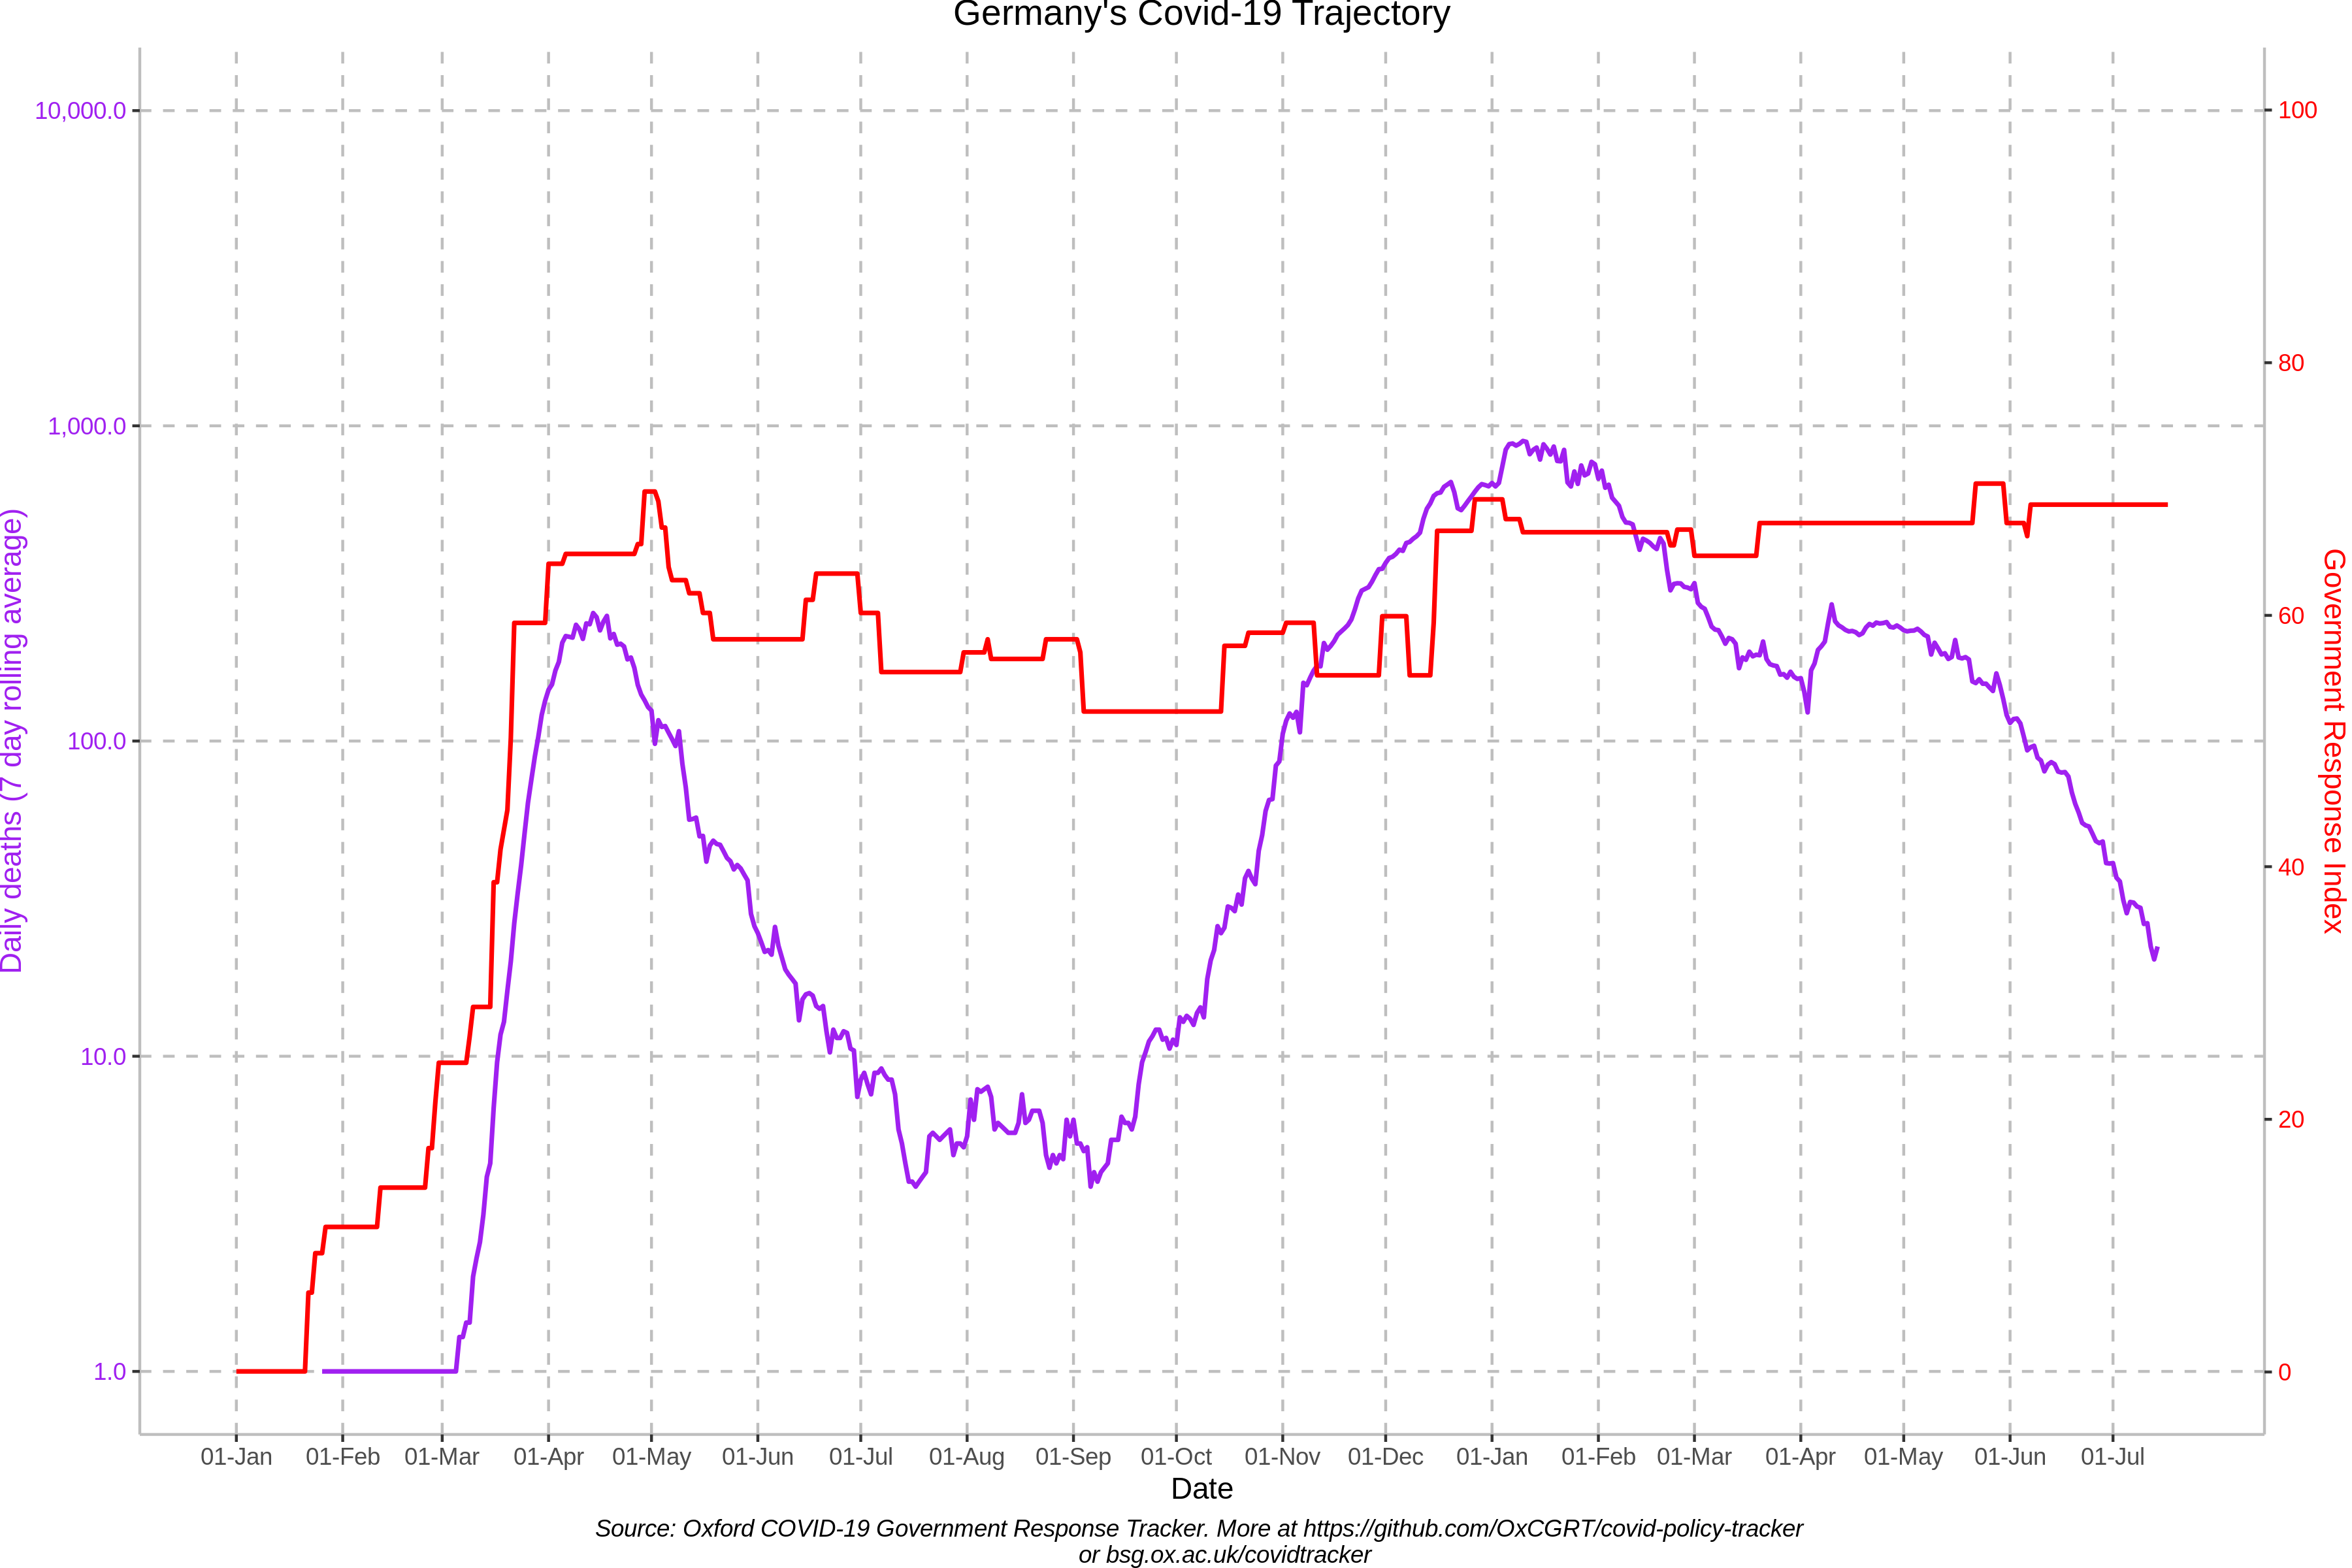 Germany's Covid-19 Trajectory
10,000.0
1,000.0
100.0
10.0
1.0
Daily deaths (7 day rolling average)
100
80
60
40
20
0
Government Response Index
01-Jan 01-Feb 01-Mar 01-Apr 01-May 01-Jun 01-Jul 01-Aug 01-Sep 01-Oct 01-Nov 01-Dec 01-Jan 01-Feb 01-Mar 01-Apr 01-May 01-Jun 01-Jul
Date
Source: Oxford COVID-19 Government Response Tracker. More at https://github.com/OxCGRT/covid-policy-tracker
or bsg.ox.ac.uk/covidtracker